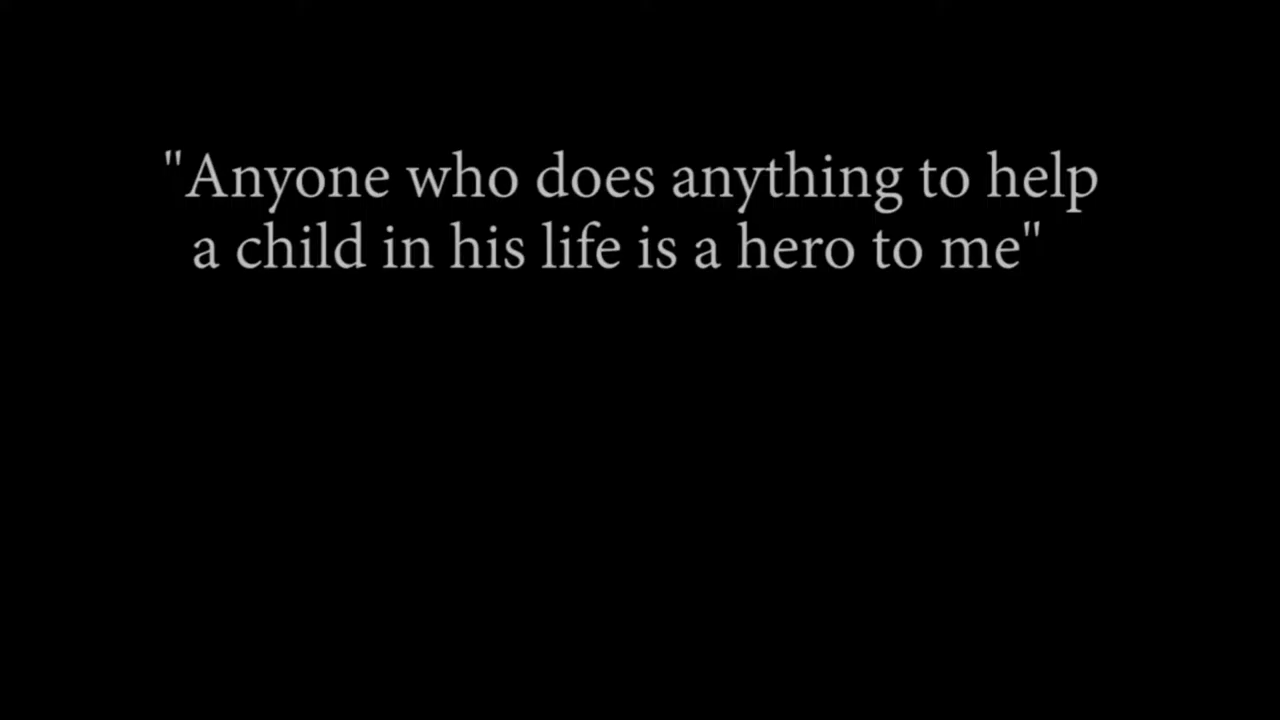 "Anyone who does anything to help
a child in his life is a hero to me"